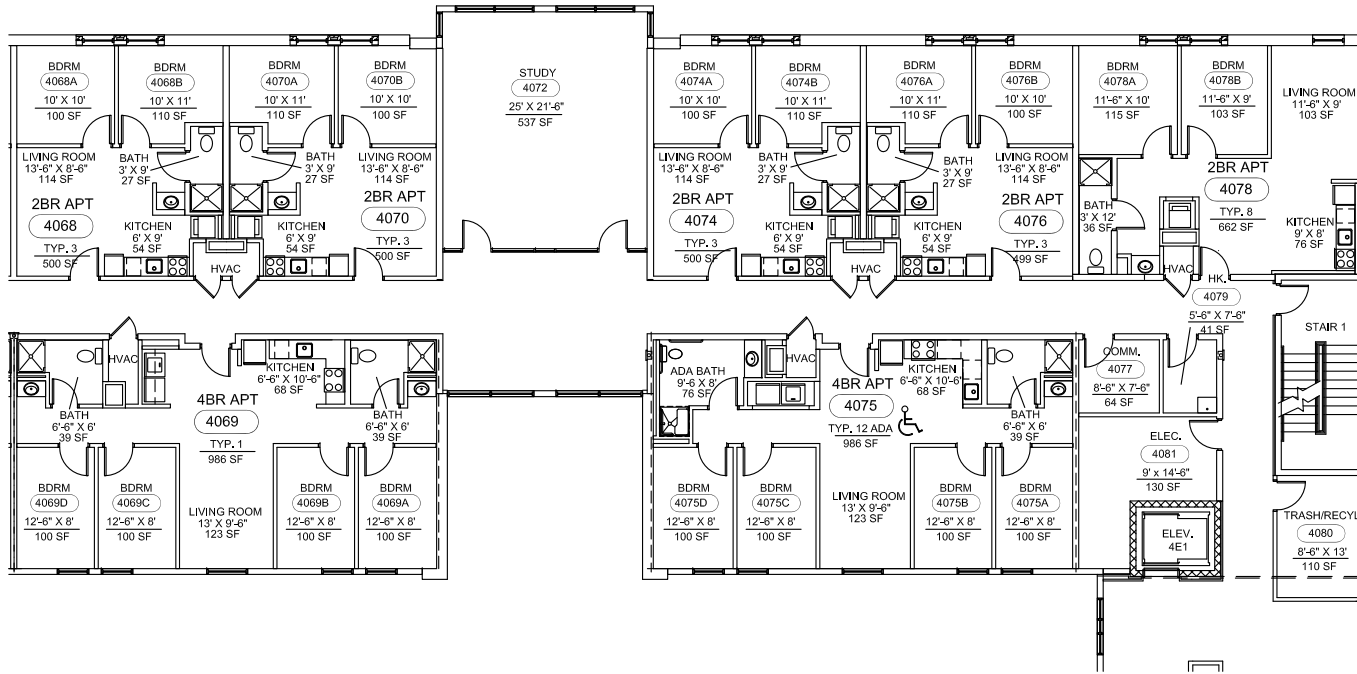 BDRM
4068A
10' X 10'
100 SF
BDRM
4068B
10' X 11'
110 SF
BDRM
4070A
10' X 11'
110 SF
BDRM
4070B
10' X 10'
100 SF
STUDY
4072
25' X 21'-6"
537 SF
BDRM
4074A
10' X 10'
100 SF
BDRM
4074B
10' X 11'
110 SF
BDRM
4076A
10' X 11'
110 SF
BDRM
4076B
10' X 10'
100 SF
BDRM
4078A
11'-6" X 10'
115 SF
BDRM
4078B
11'-6" X 9'
103 SF
LIVING ROOM
11'-6" X 9'
103 SF
LIVING ROOM
13'-6" X 8'-6"
114 SF
BATH
3' X 9'
27 SF
2BR APT
4068
TYP. 3
500 SF
KITCHEN
6' X 9'
54 SF
HVAC
BATH
3' X 9'
27 SF
LIVING ROOM
13'-6" X 8'-6"
114 SF
2BR APT
4070
TYP. 3
500 SF
KITCHEN
6' X 9'
54 SF
LIVING ROOM
13'-6" X 8'-6"
114 SF
BATH
3' X 9'
27 SF
2BR APT
4074
TYP. 3
500 SF
KITCHEN
6' X 9'
54 SF
HVAC
BATH
3' X 9'
27 SF
LIVING ROOM
13'-6" X 8'-6"
114 SF
2BR APT
4076
TYP. 3
499 SF
KITCHEN
6' X 9'
54 SF
BATH
3' X 12'
36 SF
2BR APT
4078
TYP. 8
662 SF
KITCHEN
9' X 8'
76 SF
HVAC
HK.
4079
5'-6" X 7'-6"
41 SF
STAIR 1
HVAC
BATH
6'-6" X 6'
39 SF
4BR APT
4069
TYP. 1
986 SF
KITCHEN
6'-6" X 10'-6"
68 SF
BATH
6'-6" X 6'
39 SF
BDRM
4069D
12'-6" X 8'
100 SF
BDRM
4069C
12'-6" X 8'
100 SF
LIVING ROOM
13' X 9'-6"
123 SF
BDRM
4069B
12'-6" X 8'
100 SF
BDRM
4069A
12'-6" X 8'
100 SF
ADA BATH
9'-6 X 8'
76 SF
HVAC
4BR APT
4075
TYP. 12 ADA
986 SF
KITCHEN
6'-6" X 10'-6"
68 SF
BATH
6'-6" X 6'
39 SF
COMM.
4077
8'-6" X 7'-6"
64 SF
BDRM
4075D
12'-6" X 8'
100 SF
BDRM
4075C
12'-6" X 8'
100 SF
LIVING ROOM
13' X 9'-6"
123 SF
BDRM
4075B
12'-6" X 8'
100 SF
BDRM
4075A
12'-6" X 8'
100 SF
ELEC.
4081
9' x 14'-6"
130 SF
ELEV.
4E1
TRASH/RECYL
4080
8'-6" X 13'
110 SF